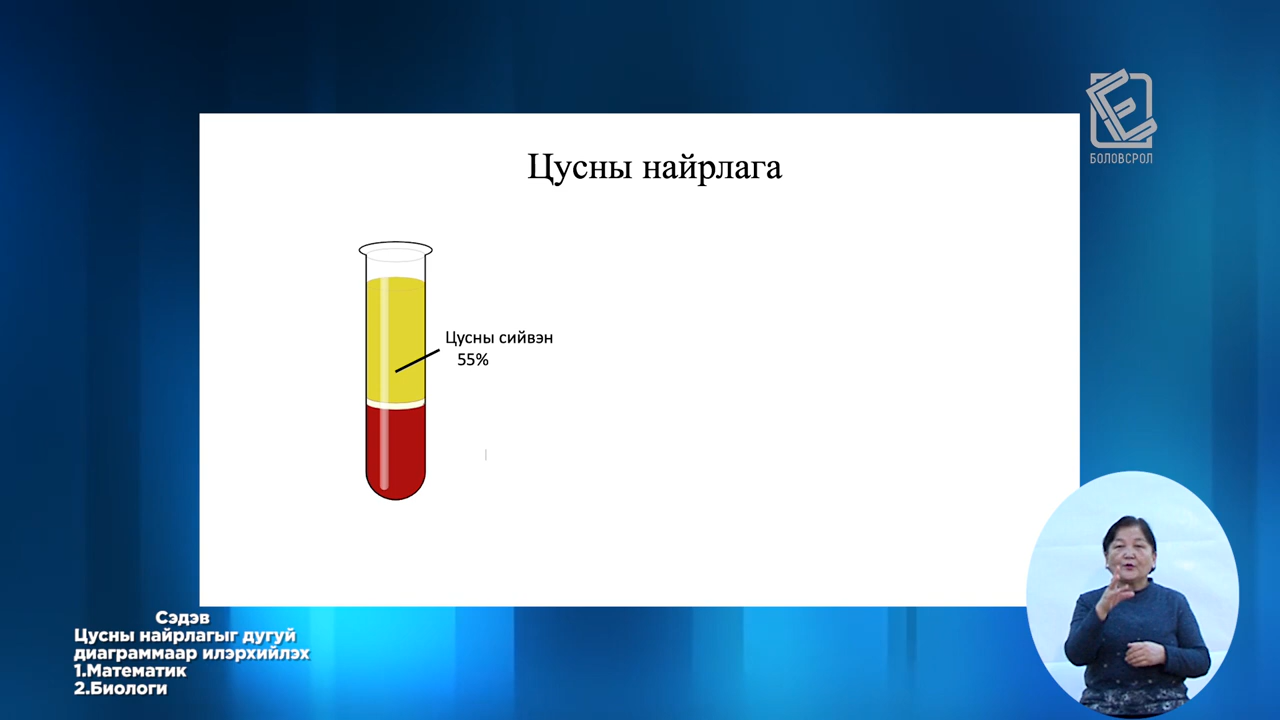 БОЛОВСРОЛ
Цусны найрлага
Цусны сийвэн
55%
Сэдэв
Цусны найрлагыг дугуй
диаграммаар илэрхийлэх
1.Математик
2.Биологи